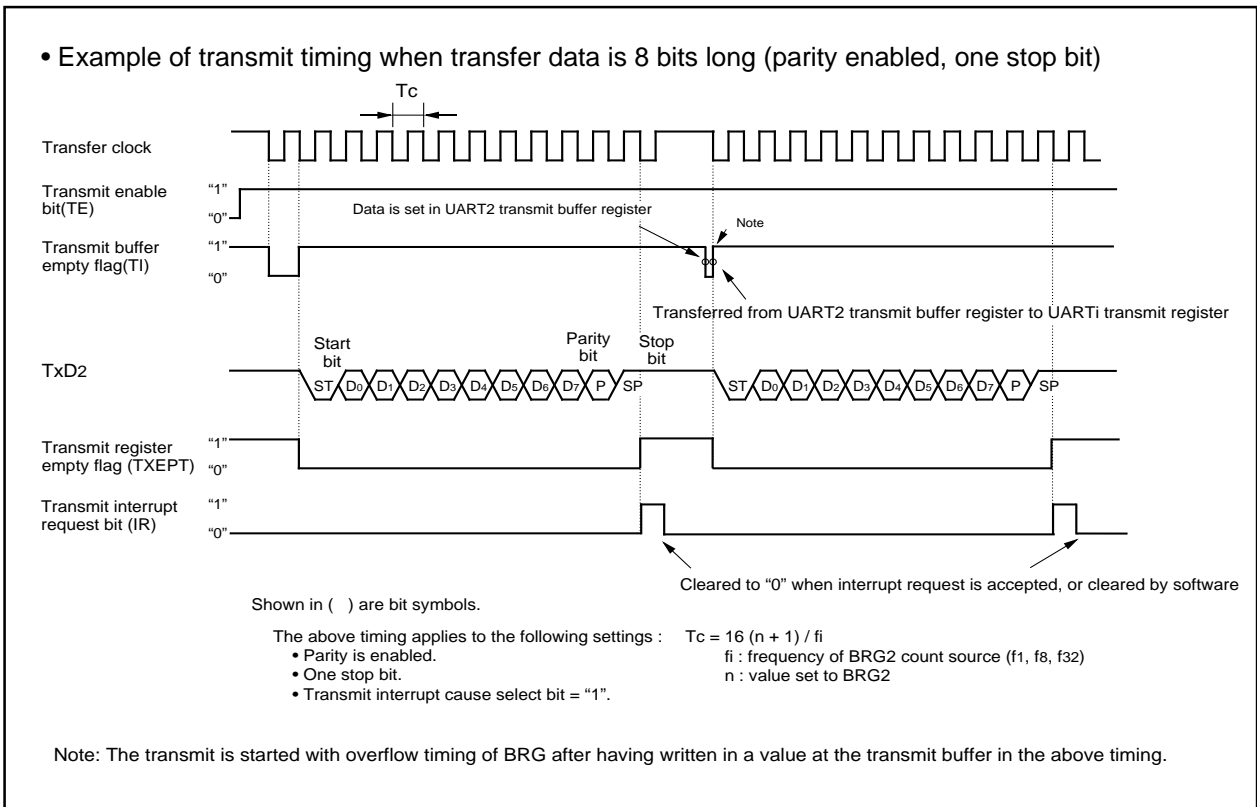 • Example of transmit timing when transfer data is 8 bits long (parity enabled, one stop bit)
Tc
Transfer clock
Transmit enable
bit(TE)
“1”
“0”
Data is set in UART2 transmit buffer register
Note
Transmit buffer
empty flag(TI)
“1”
“0”
Transferred from UART2 transmit buffer register to UARTi transmit register
Start
bit
Parity
bit
Stop
bit
TxD2
ST D0 D1 D2 D3 D4 D5 D6 D7 P SP
ST D0 D1 D2 D3 D4 D5 D6 D7 P SP
Transmit register
empty flag (TXEPT)
“1”
“0”
Transmit interrupt
request bit (IR)
“1”
“0”
Cleared to “0” when interrupt request is accepted, or cleared by software
Shown in ( ) are bit symbols.
The above timing applies to the following settings :
• Parity is enabled.
• One stop bit.
• Transmit interrupt cause select bit = “1”.
Tc = 16 (n + 1) / fi
fi : frequency of BRG2 count source (f1, f8, f32)
n : value set to BRG2
Note: The transmit is started with overflow timing of BRG after having written in a value at the transmit buffer in the above timing.